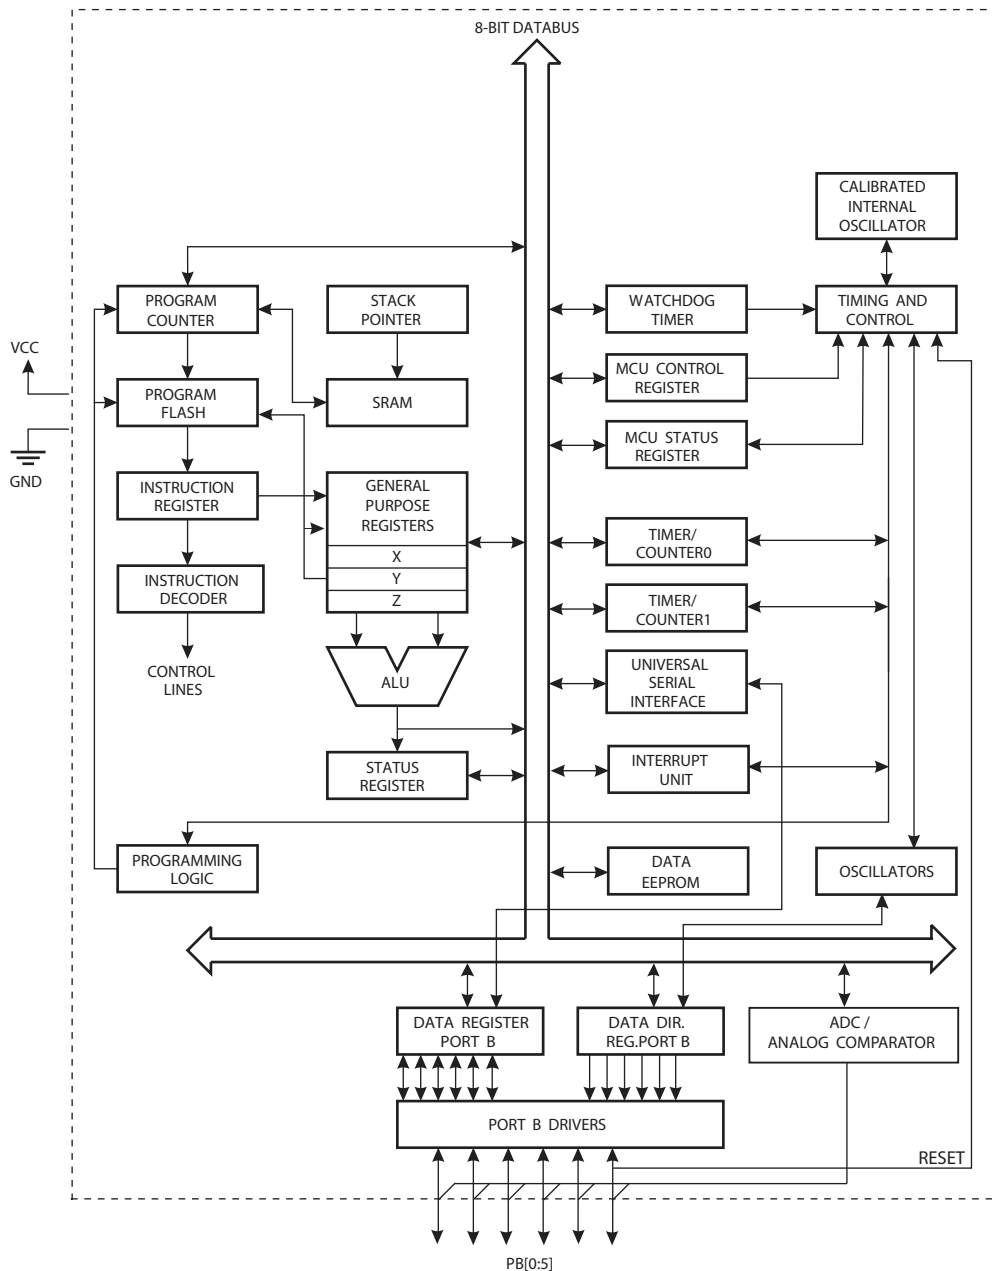 8-BIT DATABUS
CALIBRATED
INTERNAL
OSCILLATOR
PROGRAM
COUNTER
STACK
POINTER
WATCHDOG
TIMER
TIMING AND
CONTROL
VCC
PROGRAM
FLASH
SRAM
MCU CONTROL
REGISTER
MCU STATUS
REGISTER
GND
INSTRUCTION
REGISTER
GENERAL
PURPOSE
REGISTERS
X
Y
Z
TIMER/
COUNTER0
INSTRUCTION
DECODER
TIMER/
COUNTER1
CONTROL
LINES
ALU
UNIVERSAL
SERIAL
INTERFACE
STATUS
REGISTER
INTERRUPT
UNIT
PROGRAMMING
LOGIC
DATA
EEPROM
OSCILLATORS
DATA REGISTER
PORT B
DATA DIR.
REG.PORT B
ADC /
ANALOG COMPARATOR
PORT B DRIVERS
RESET
PB[0:5]